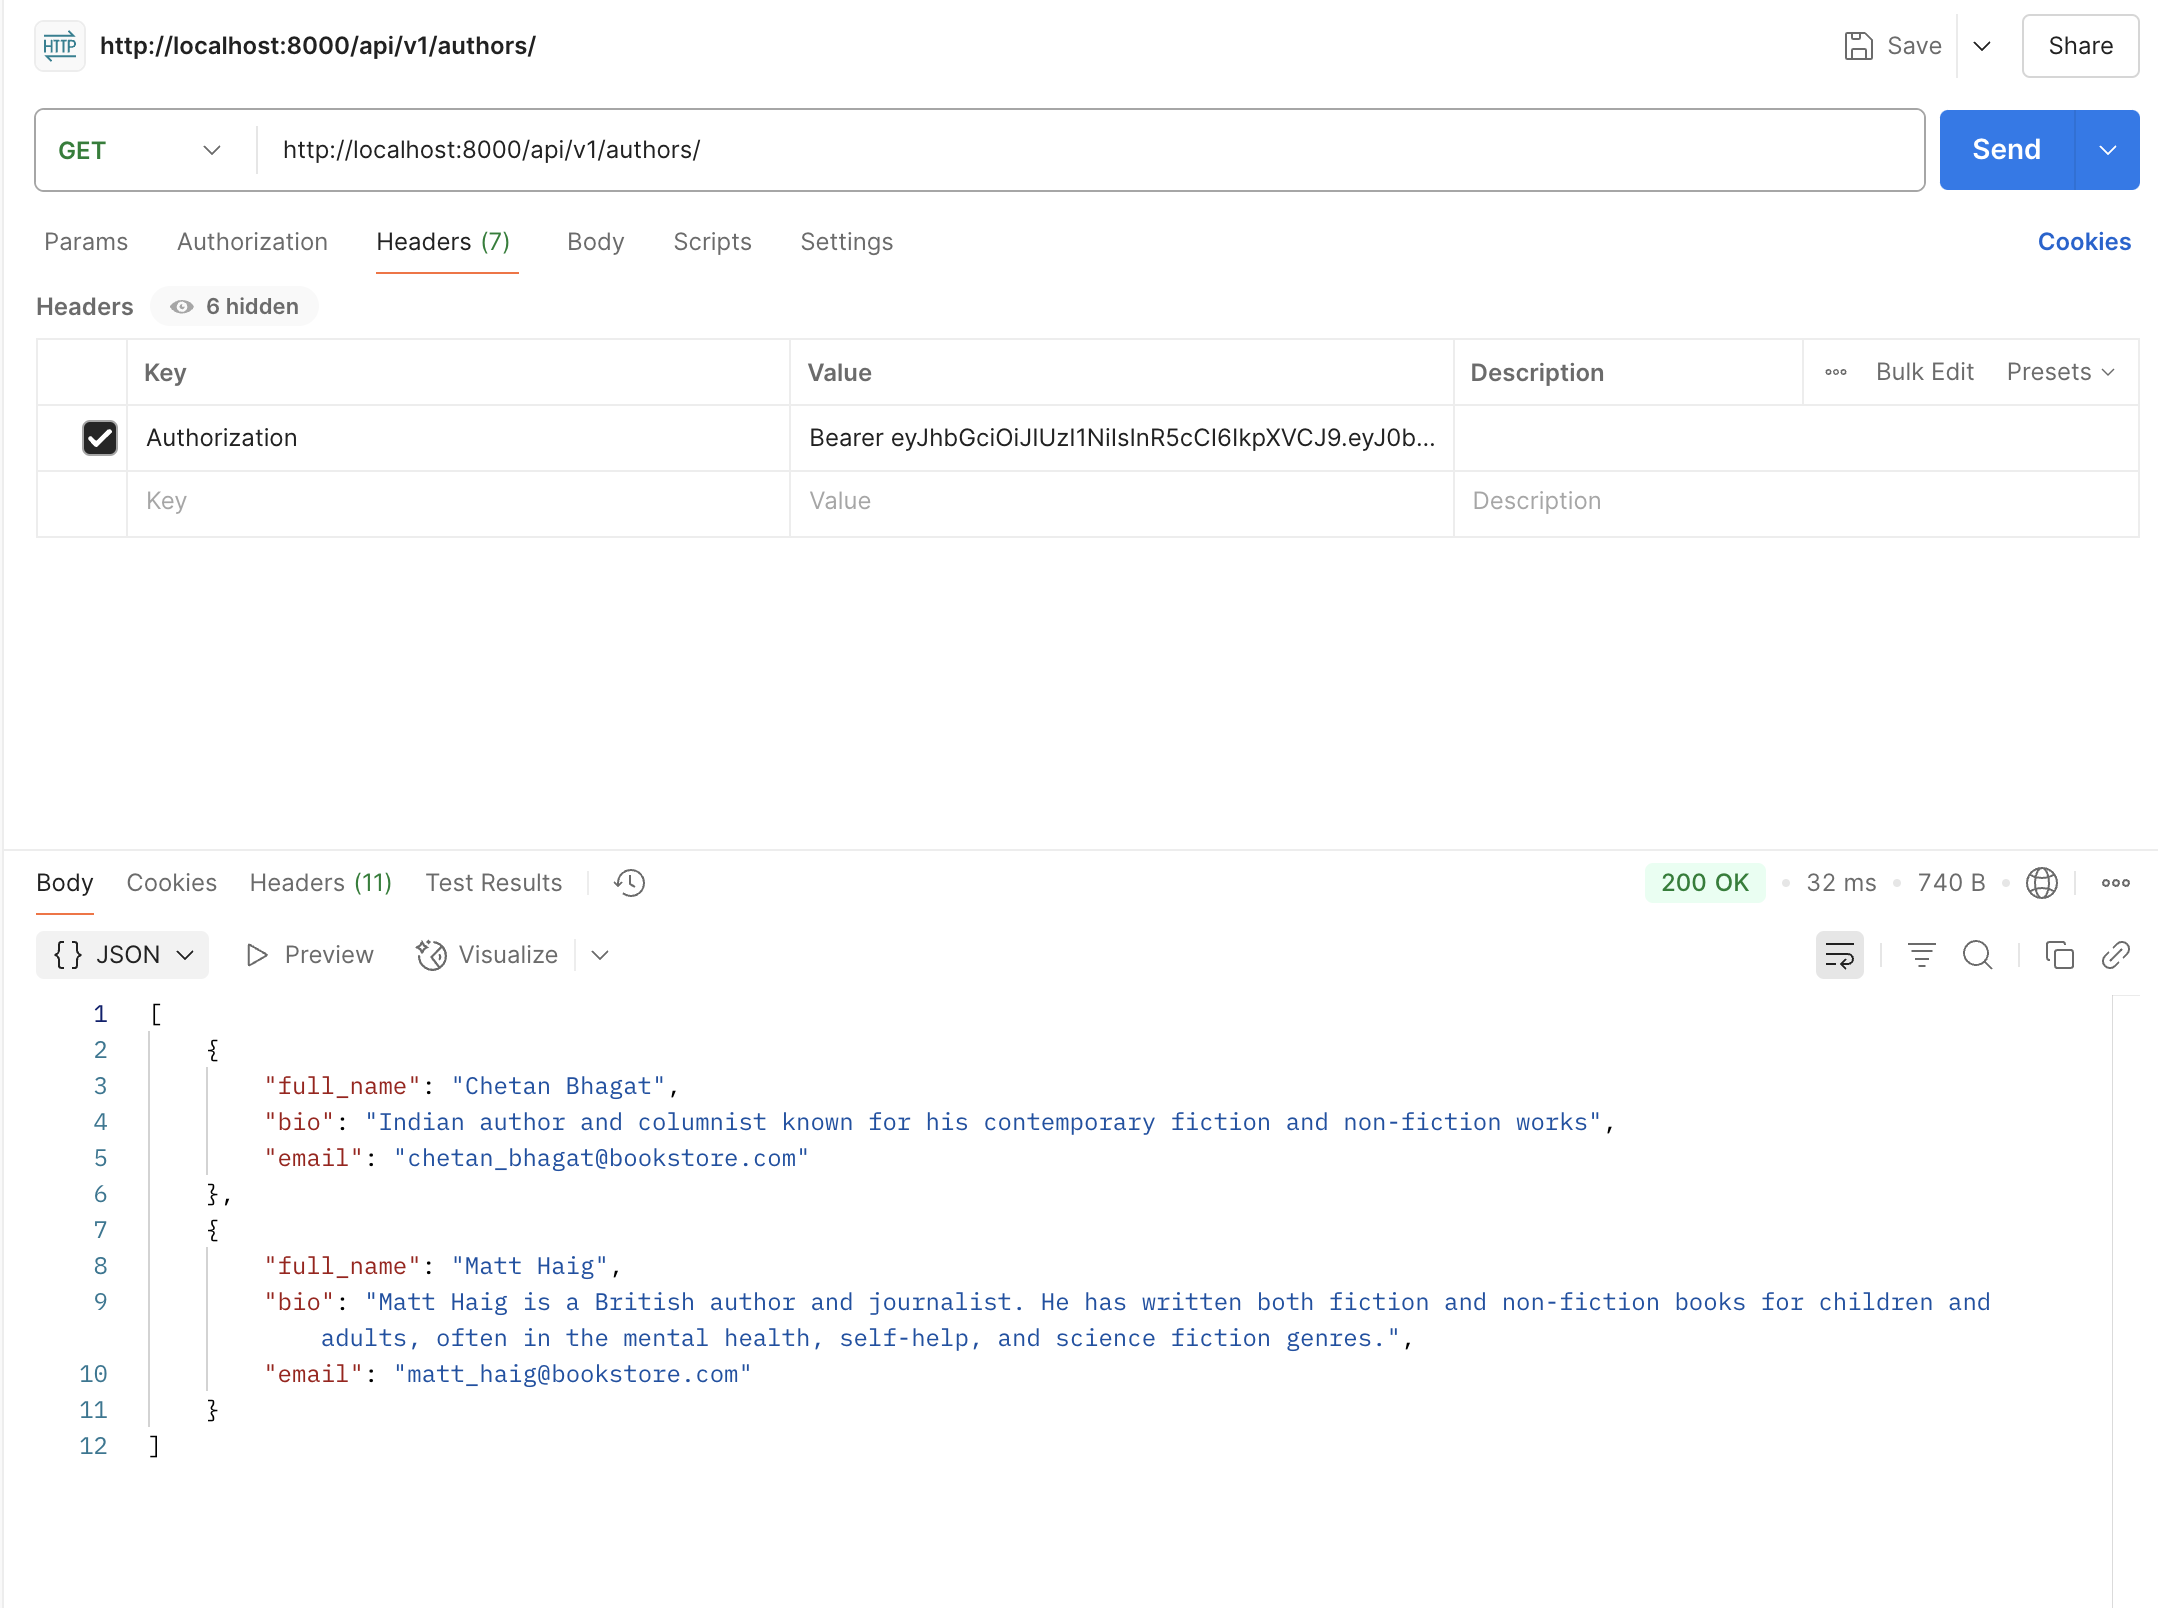 HTTP http://localhost:8000/api/v1/authors/ Save Share
GET http://localhost:8000/api/v1/authors/ Send
Params Authorization Headers (7) Body Scripts Settings Cookies
Headers 6 hidden
Key Value Description Bulk Edit Presets
Authorization Bearer eyJhbGciOiJIUzI1NiIsInR5cCI6IkpXVCJ9.eyJ0b...
Key Value Description
Body Cookies Headers (11) Test Results 200 OK 32 ms 740 B
{} JSON Preview Visualize
1 [
2 {
3 "full_name": "Chetan Bhagat",
4 "bio": "Indian author and columnist known for his contemporary fiction and non-fiction works",
5 "email": "chetan_bhagat@bookstore.com"
6 },
7 {
8 "full_name": "Matt Haig",
9 "bio": "Matt Haig is a British author and journalist. He has written both fiction and non-fiction books for children and
adults, often in the mental health, self-help, and science fiction genres.",
10 "email": "matt_haig@bookstore.com"
11 }
12 ]